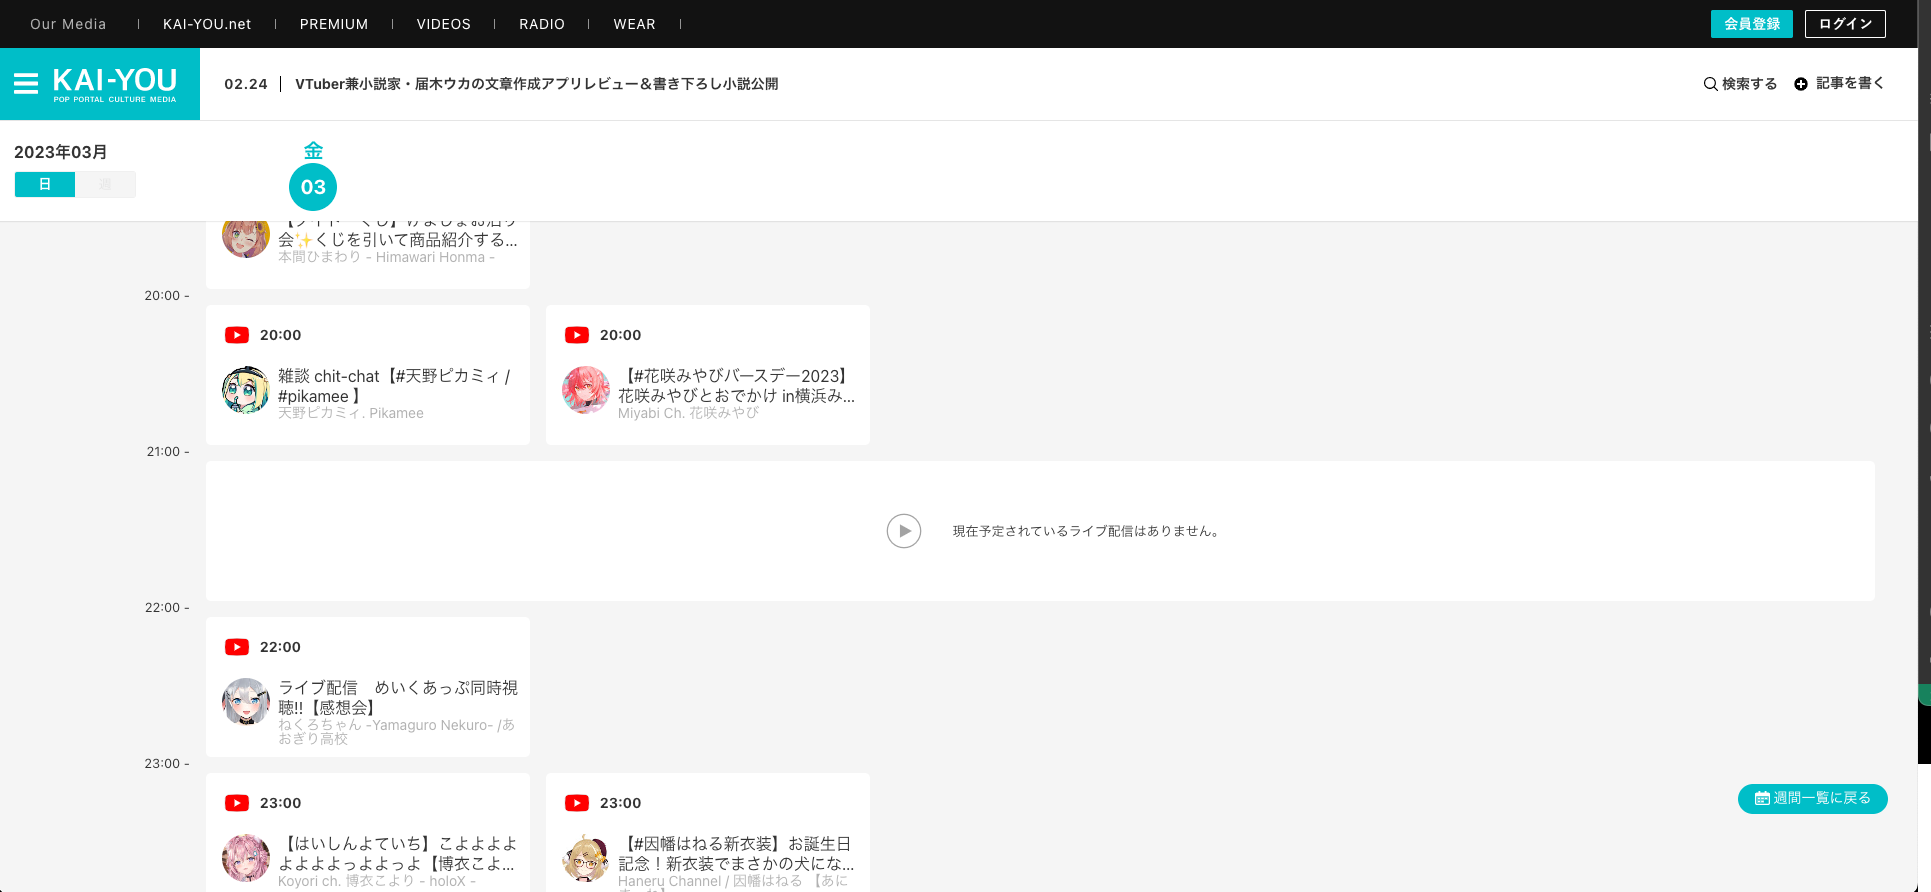 Our Media
KAI-YOU.net
PREMIUM
VIDEOS
RADIO
WEAR
会員登録
ログイン
KAI-YOU
POP PORTAL CULTURE MEDIA
02.24
VTuber兼小説家・届木ウカの文章作成アプリレビュー＆書き下ろし小説公開
検索する
記事を書く
2023年03月
日
週
金
03
会✨くじを引いて商品紹介する...
本間ひまわり - Himawari Honma -
20:00 -
20:00
雑談 chit-chat【#天野ピカミィ /
#pikamee 】
天野ピカミィ. Pikamee
20:00
【#花咲みやびバースデー2023】
花咲みやびとおでかけ in横浜み...
Miyabi Ch. 花咲みやび
21:00 -
現在予定されているライブ配信はありません。
22:00 -
22:00
ライブ配信　めいくあっぷ同時視
聴!!【感想会】
ねくろちゃん -Yamaguro Nekuro- /あ
おぎり高校
23:00 -
23:00
【はいしんよていち】こよよよよ
よよよよっよよっよ【博衣こよ...
Koyori ch. 博衣こより - holoX -
23:00
【#因幡はねる新衣装】お誕生日
記念！新衣装でまさかの犬にな...
Haneru Channel / 因幡はねる 【あに
週間一覧に戻る